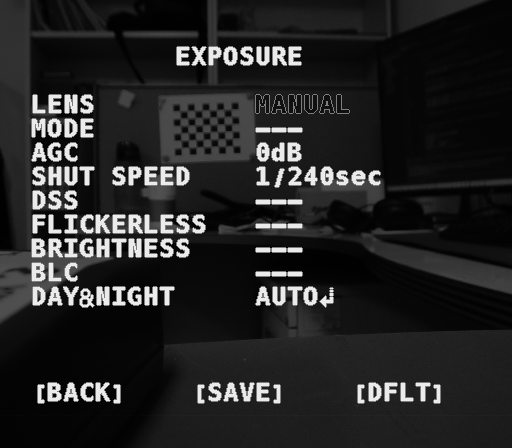 EXPOSURE
LENS MANUAL
MODE ---
AGC 0dB
SHUT SPEED 1/240sec
DSS ---
FLICKERLESS ---
BRIGHTNESS ---
BLC ---
DAY&NIGHT AUTO↲
[BACK] [SAVE] [DFLT]